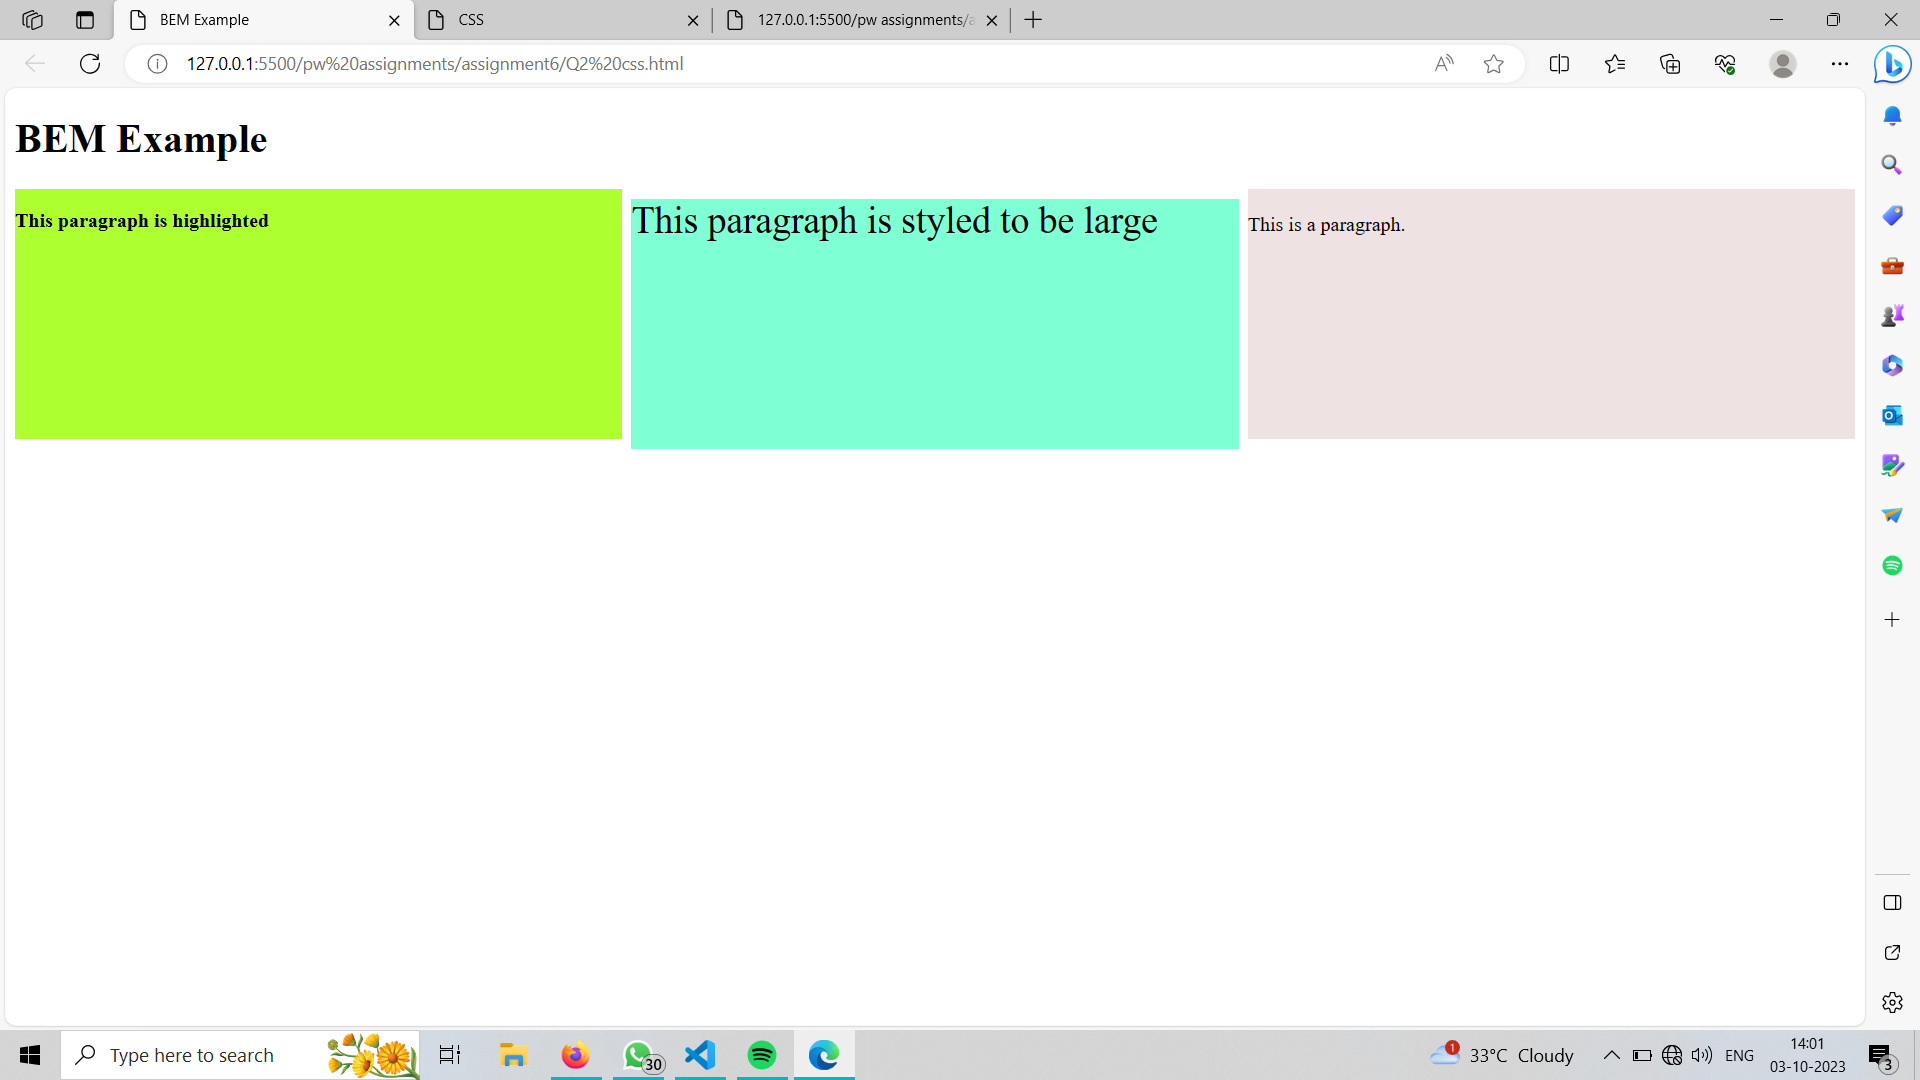 BEM Example
CSS
127.0.0.1:5500/pw assignments/a
127.0.0.1:5500/pw%20assignments/assignment6/Q2%20css.html
BEM Example
This paragraph is highlighted
This paragraph is styled to be large
This is a paragraph.
Type here to search
30
1
33°C Cloudy
ENG
14:01
03-10-2023
3